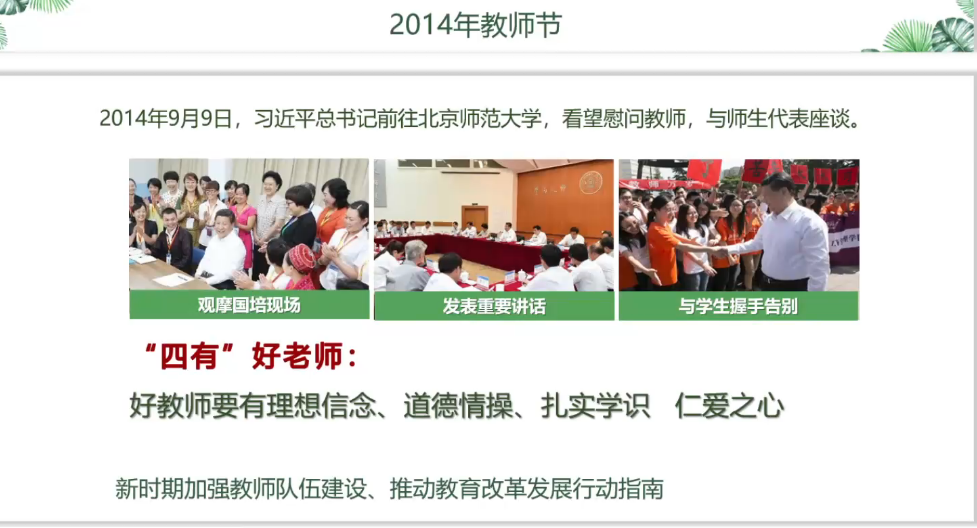 2014年教师节
2014年9月9日，习近平总书记前往北京师范大学，看望慰问教师，与师生代表座谈。
观摩国培现场
发表重要讲话
与学生握手告别
“四有”好老师：
好教师要有理想信念、道德情操、扎实学识 仁爱之心
新时期加强教师队伍建设、推动教育改革发展行动指南